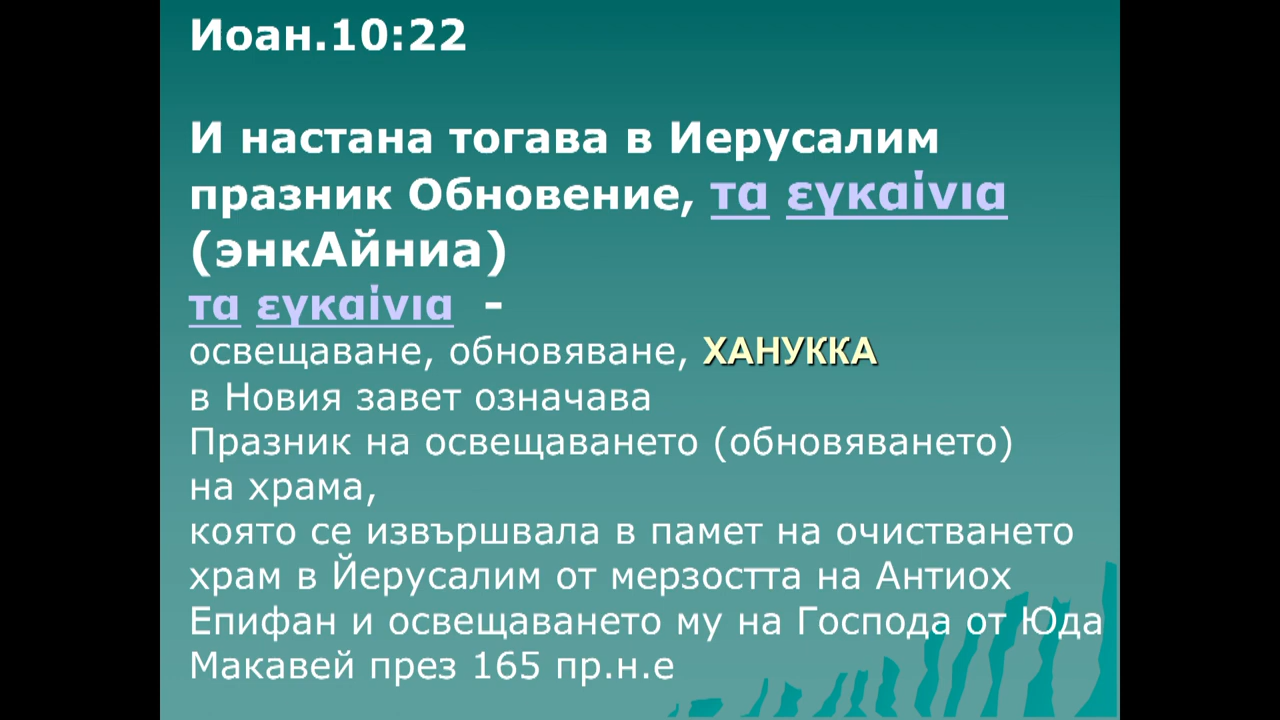 Иоан.10:22
И настана тогава в Иерусалим
празник Обновение, τα εγκαίνια
(энкАйниа)
τα εγκαίνια -
освещаване, обновяване, ХАНУККА
в Новия завет означава
Празник на освещаването (обновяването)
на храма,
която се извършвала в памет на очистването
храм в Йерусалим от мерзостта на Антиох
Епифан и освещаването му на Господа от Юда
Макавей през 165 пр.н.е